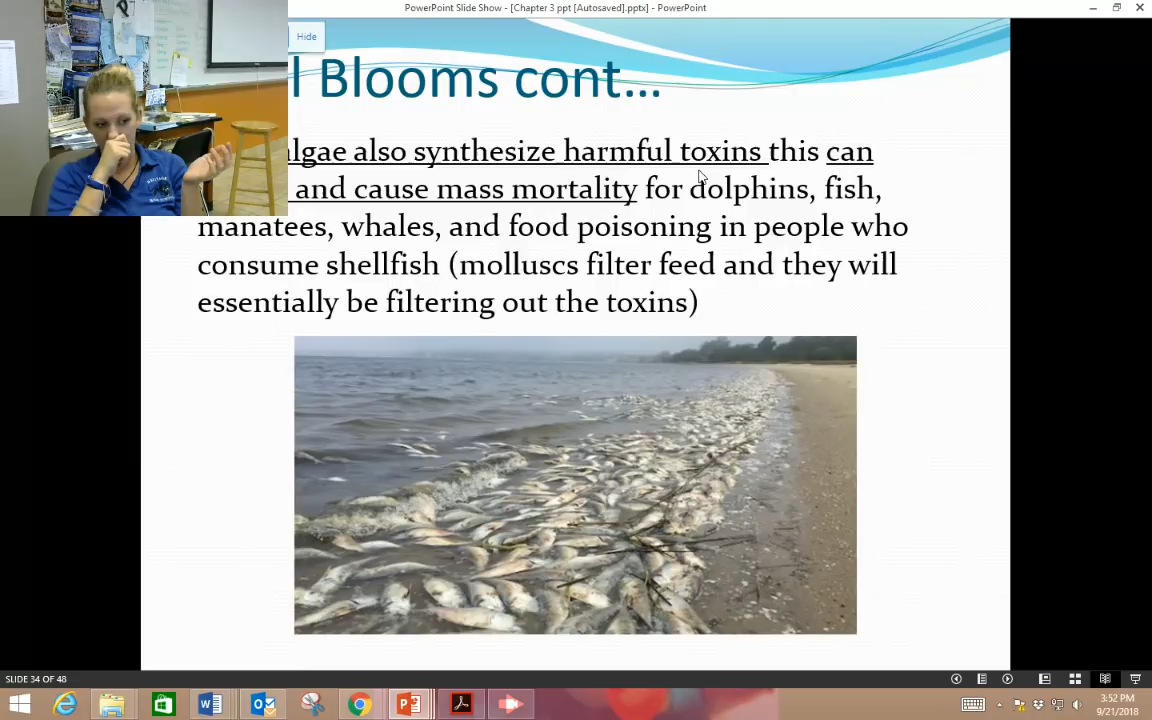 PowerPoint Slide Show - [Chapter 3 ppt [Autosaved].pptx] - PowerPoint
Hide
l Blooms cont…
lgae also synthesize harmful toxins this can
and cause mass mortality for dolphins, fish,
manatees, whales, and food poisoning in people who
consume shellfish (molluscs filter feed and they will
essentially be filtering out the toxins)
SLIDE 34 OF 48
3:52 PM
9/21/2018